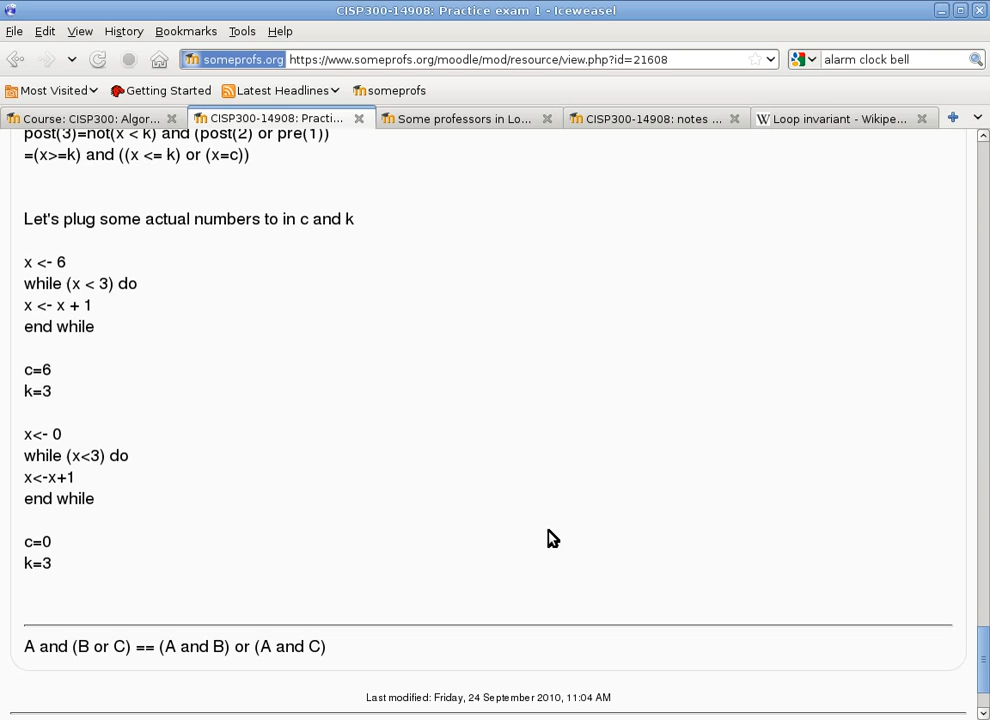 CISP300-14908: Practice exam 1 - Iceweasel
File Edit View History Bookmarks Tools Help
someprofs.org https://www.someprofs.org/moodle/mod/resource/view.php?id=21608 alarm clock bell
Most Visited Getting Started Latest Headlines someprofs
Course: CISP300: Algor... CISP300-14908: Practi... Some professors in Lo... CISP300-14908: notes ... Loop invariant - Wikipe...
post(3)=not(x < k) and (post(2) or pre(1))
=(x>=k) and ((x <= k) or (x=c))
Let's plug some actual numbers to in c and k
x <- 6
while (x < 3) do
x <- x + 1
end while
c=6
k=3
x<- 0
while (x<3) do
x<-x+1
end while
c=0
k=3
A and (B or C) == (A and B) or (A and C)
Last modified: Friday, 24 September 2010, 11:04 AM